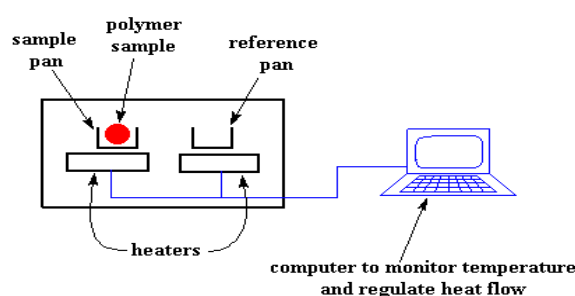 sample
pan
polymer
sample
reference
pan
heaters
computer to monitor temperature
and regulate heat flow